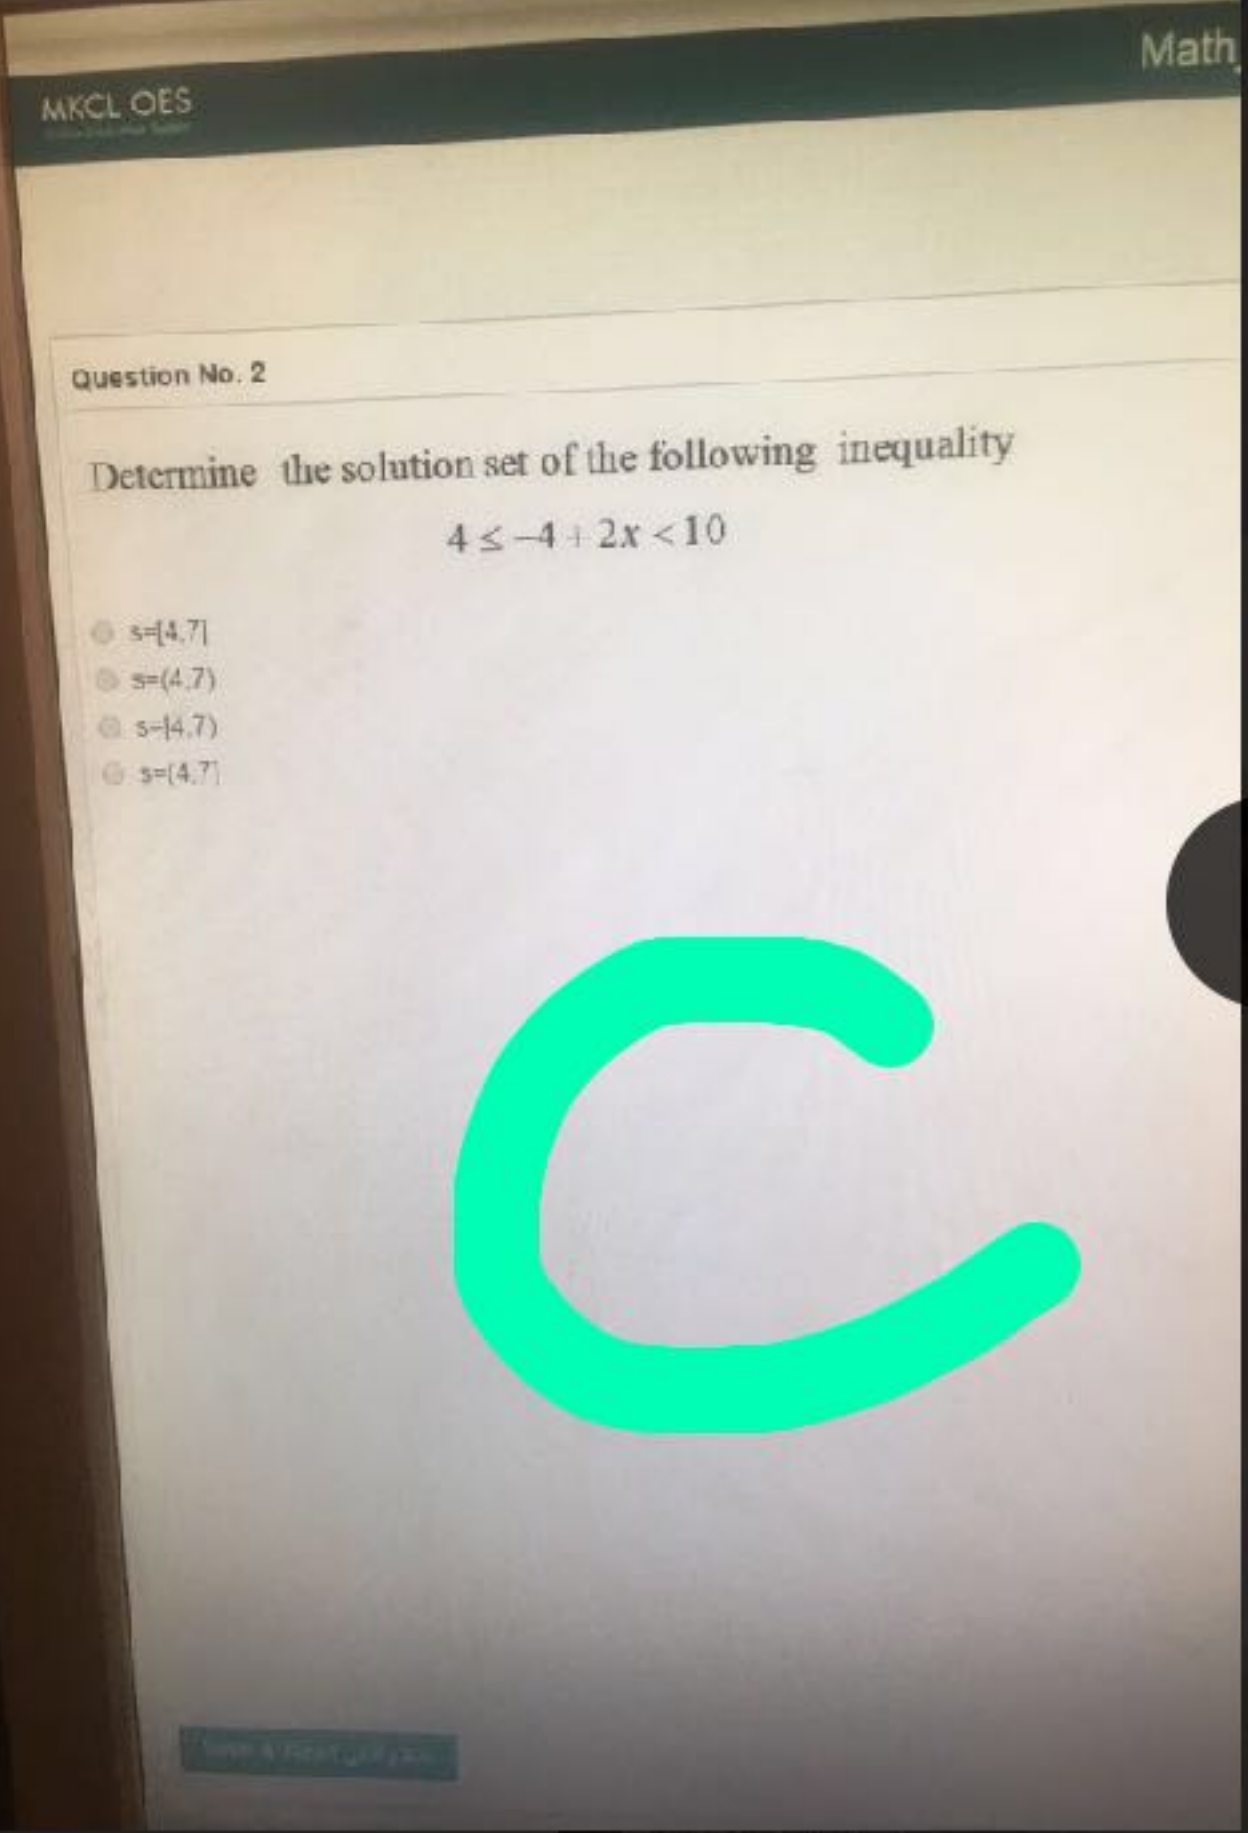 Math
MKCL OES
Question No. 2
Determine the solution set of the following inequality
4 ≤ -4 + 2x < 10
s=[4,7]
s=(4,7)
s=[4,7)
s=(4,7]
C